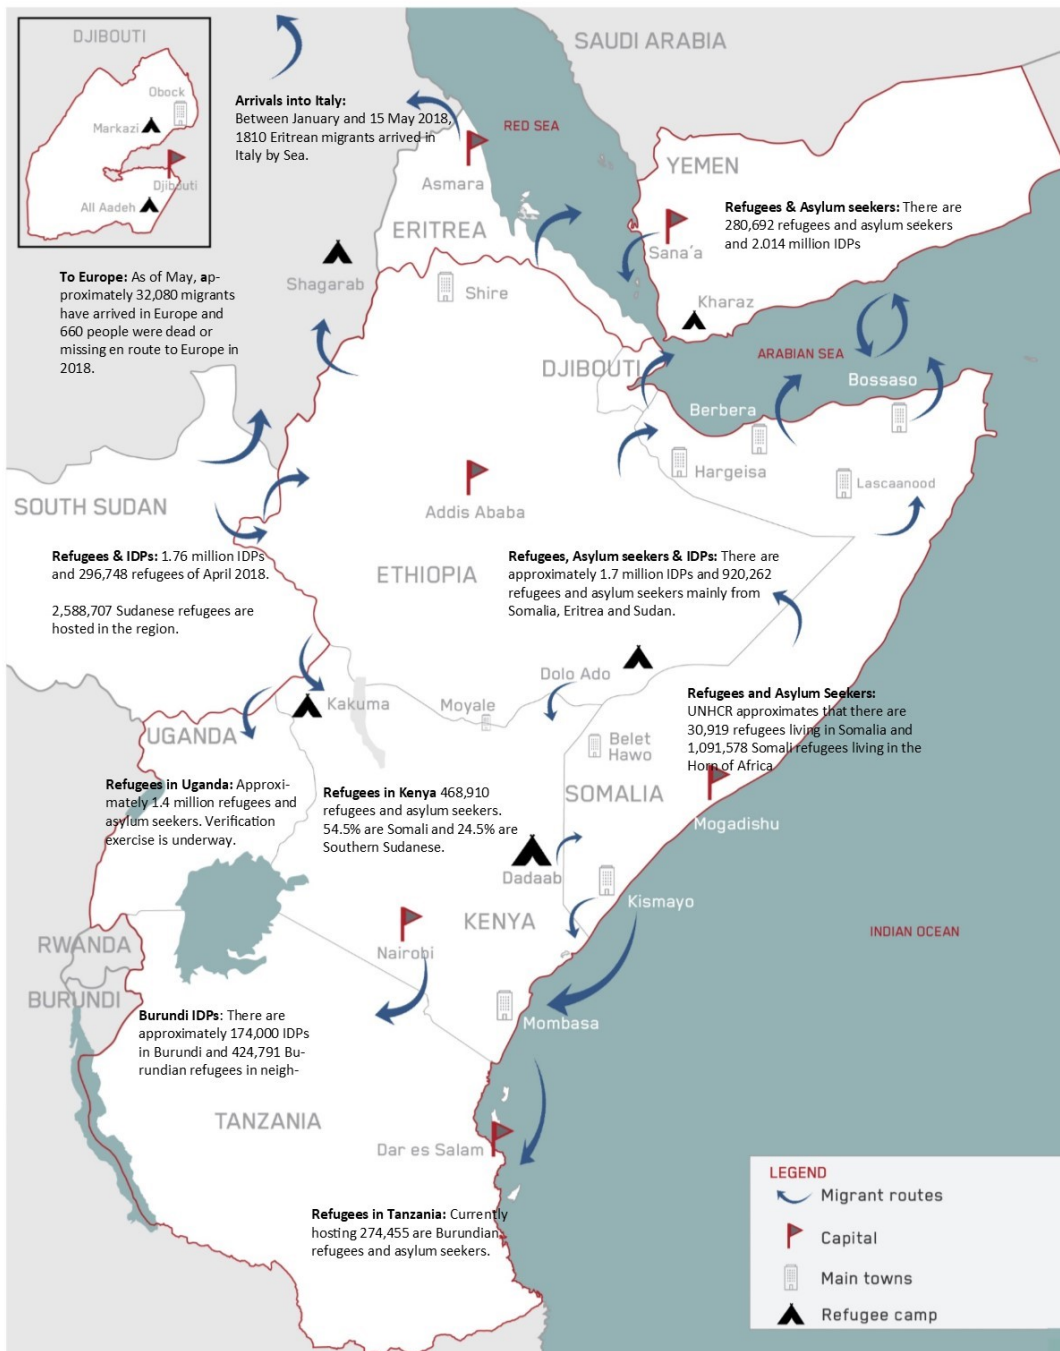 DJIBOUTI
Obock
Markazi
Djibouti
All Aadeh
SAUDI ARABIA
Arrivals into Italy:
Between January and 15 May 2018,
1810 Eritrean migrants arrived in
Italy by Sea.
RED SEA
Asmara
ERITREA
YEMEN
Refugees & Asylum seekers: There are
280,692 refugees and asylum seekers
and 2.014 million IDPs
Sana'a
Kharaz
To Europe: As of May, ap-
proximately 32,080 migrants
have arrived in Europe and
660 people were dead or
missing en route to Europe in
2018.
Shagarab
Shire
DJIBOUTI
ARABIAN SEA
Bossaso
Berbera
Hargeisa
Lascaanood
SOUTH SUDAN
Addis Ababa
ETHIOPIA
Refugees & IDPs: 1.76 million IDPs
and 296,748 refugees of April 2018.
2,588,707 Sudanese refugees are
hosted in the region.
Refugees, Asylum seekers & IDPs: There are
approximately 1.7 million IDPs and 920,262
refugees and asylum seekers mainly from
Somalia, Eritrea and Sudan.
Dolo Ado
Kakuma
Moyale
Belet
Hawo
Refugees and Asylum Seekers:
UNHCR approximates that there are
30,919 refugees living in Somalia and
1,091,578 Somali refugees living in the
Horn of Africa
UGANDA
Refugees in Uganda: Approxi-
mately 1.4 million refugees and
asylum seekers. Verification
exercise is underway.
Refugees in Kenya 468,910
refugees and asylum seekers.
54.5% are Somali and 24.5% are
Southern Sudanese.
SOMALIA
Mogadishu
Dadaab
Kismayo
KENYA
Nairobi
INDIAN OCEAN
RWANDA
BURUNDI
Burundi IDPs: There are
approximately 174,000 IDPs
in Burundi and 424,791 Bu-
rundian refugees in neigh-
Mombasa
TANZANIA
Dar es Salam
Refugees in Tanzania: Currently
hosting 274,455 are Burundian
refugees and asylum seekers.
LEGEND
Migrant routes
Capital
Main towns
Refugee camp